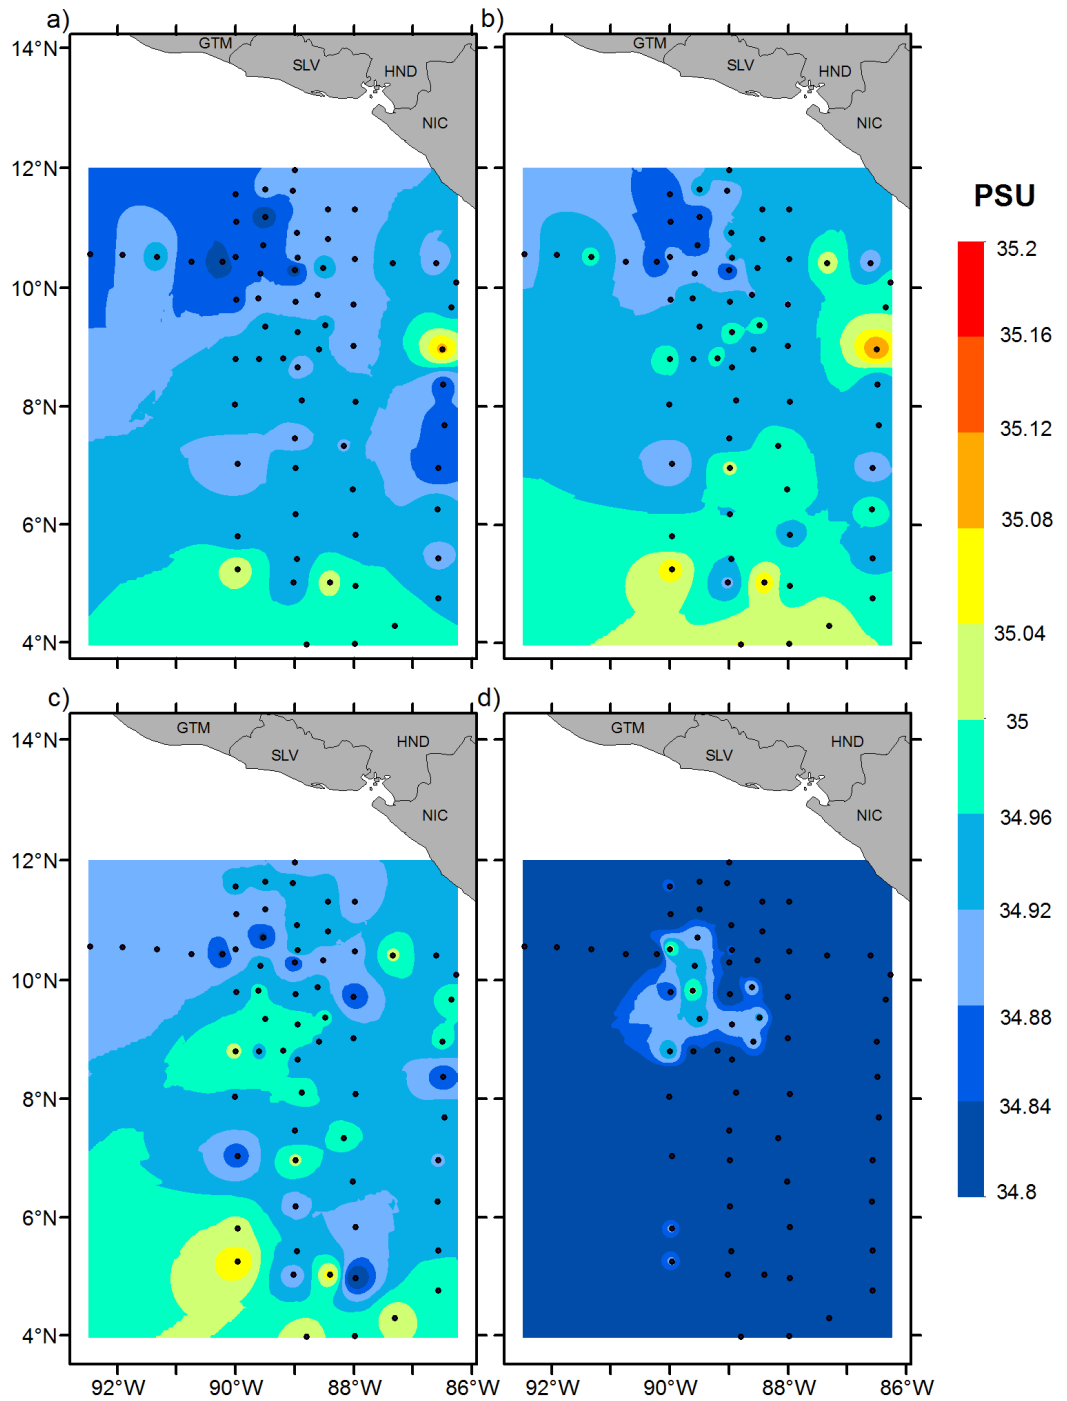 a)
b)
14°N
GTM
SLV
HND
NIC
GTM
SLV
HND
NIC
12°N
10°N
8°N
6°N
4°N
PSU
35.2
35.16
35.12
35.08
35.04
35
34.96
34.92
34.88
34.84
34.8
c)
d)
14°N
GTM
SLV
HND
NIC
GTM
SLV
HND
NIC
12°N
10°N
8°N
6°N
4°N
92°W
90°W
88°W
86°W
92°W
90°W
88°W
86°W